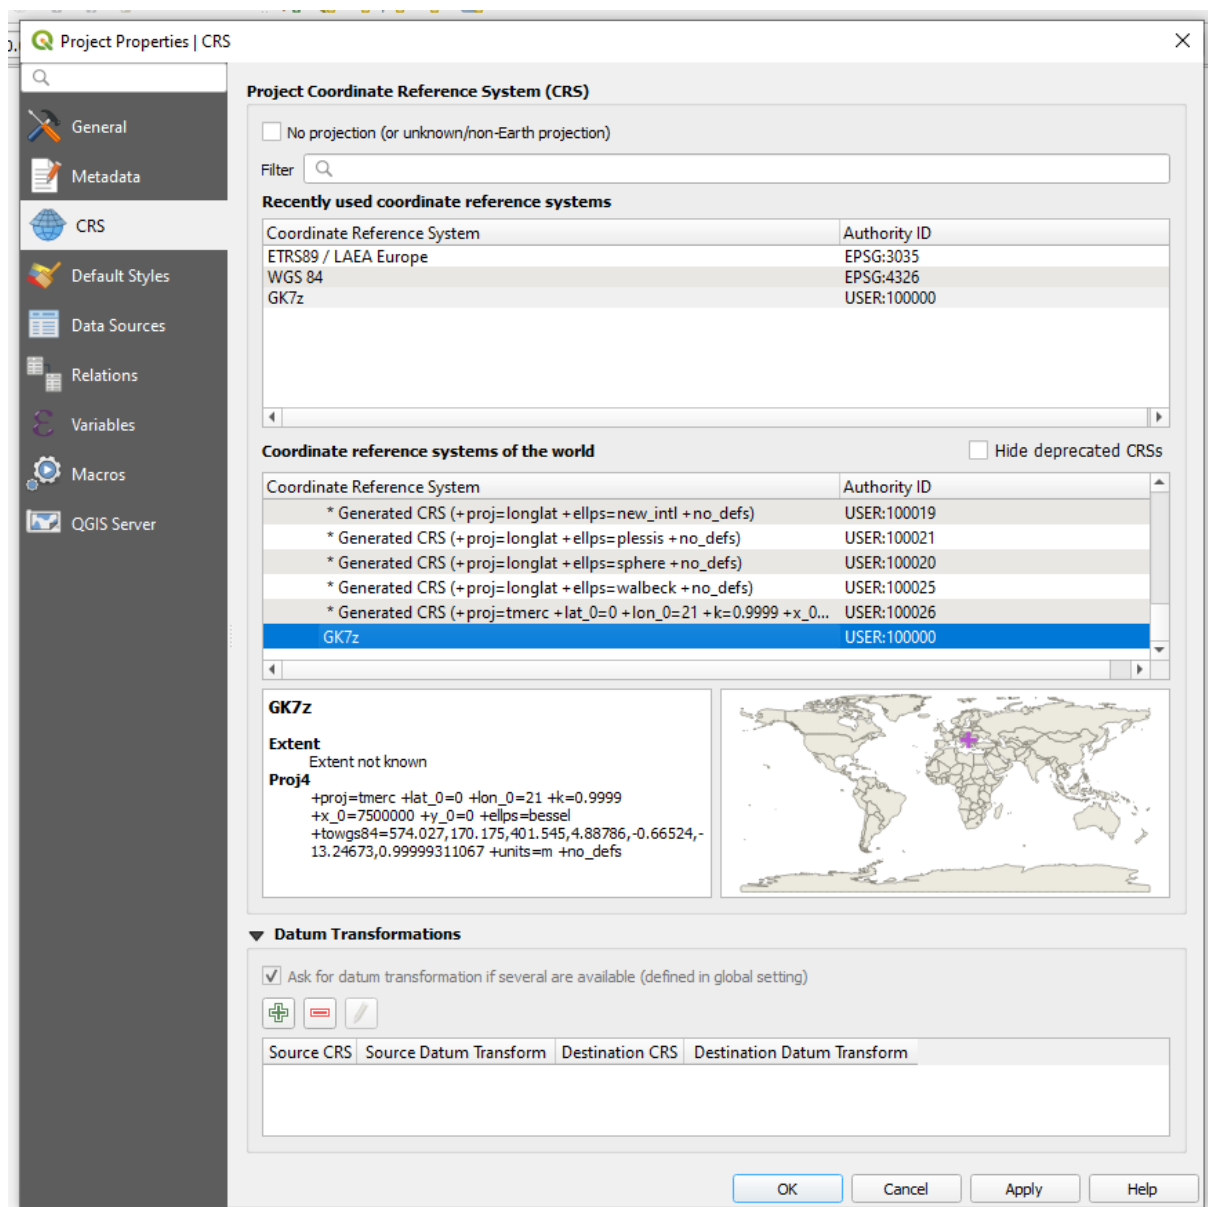 Project Properties | CRS
General
Metadata
CRS
Default Styles
Data Sources
Relations
Variables
Macros
QGIS Server
Project Coordinate Reference System (CRS)
No projection (or unknown/non-Earth projection)
Filter
Recently used coordinate reference systems
Coordinate Reference System Authority ID
ETRS89 / LAEA Europe EPSG:3035
WGS 84 EPSG:4326
GK7z USER:100000
Coordinate reference systems of the world Hide deprecated CRSs
Coordinate Reference System Authority ID
* Generated CRS (+proj=longlat +ellps=new_intl +no_defs) USER:100019
* Generated CRS (+proj=longlat +ellps=plessis +no_defs) USER:100021
* Generated CRS (+proj=longlat +ellps=sphere +no_defs) USER:100020
* Generated CRS (+proj=longlat +ellps=walbeck +no_defs) USER:100025
* Generated CRS (+proj=tmerc +lat_0=0 +lon_0=21 +k=0.9999 +x_0... USER:100026
GK7z USER:100000
GK7z
Extent
Extent not known
Proj4
+proj=tmerc +lat_0=0 +lon_0=21 +k=0.9999
+x_0=7500000 +y_0=0 +ellps=bessel
+towgs84=574.027,170.175,401.545,4.88786,-0.66524,-
13.24673,0.99999311067 +units=m +no_defs
Datum Transformations
Ask for datum transformation if several are available (defined in global setting)
Source CRS Source Datum Transform Destination CRS Destination Datum Transform
OK Cancel Apply Help